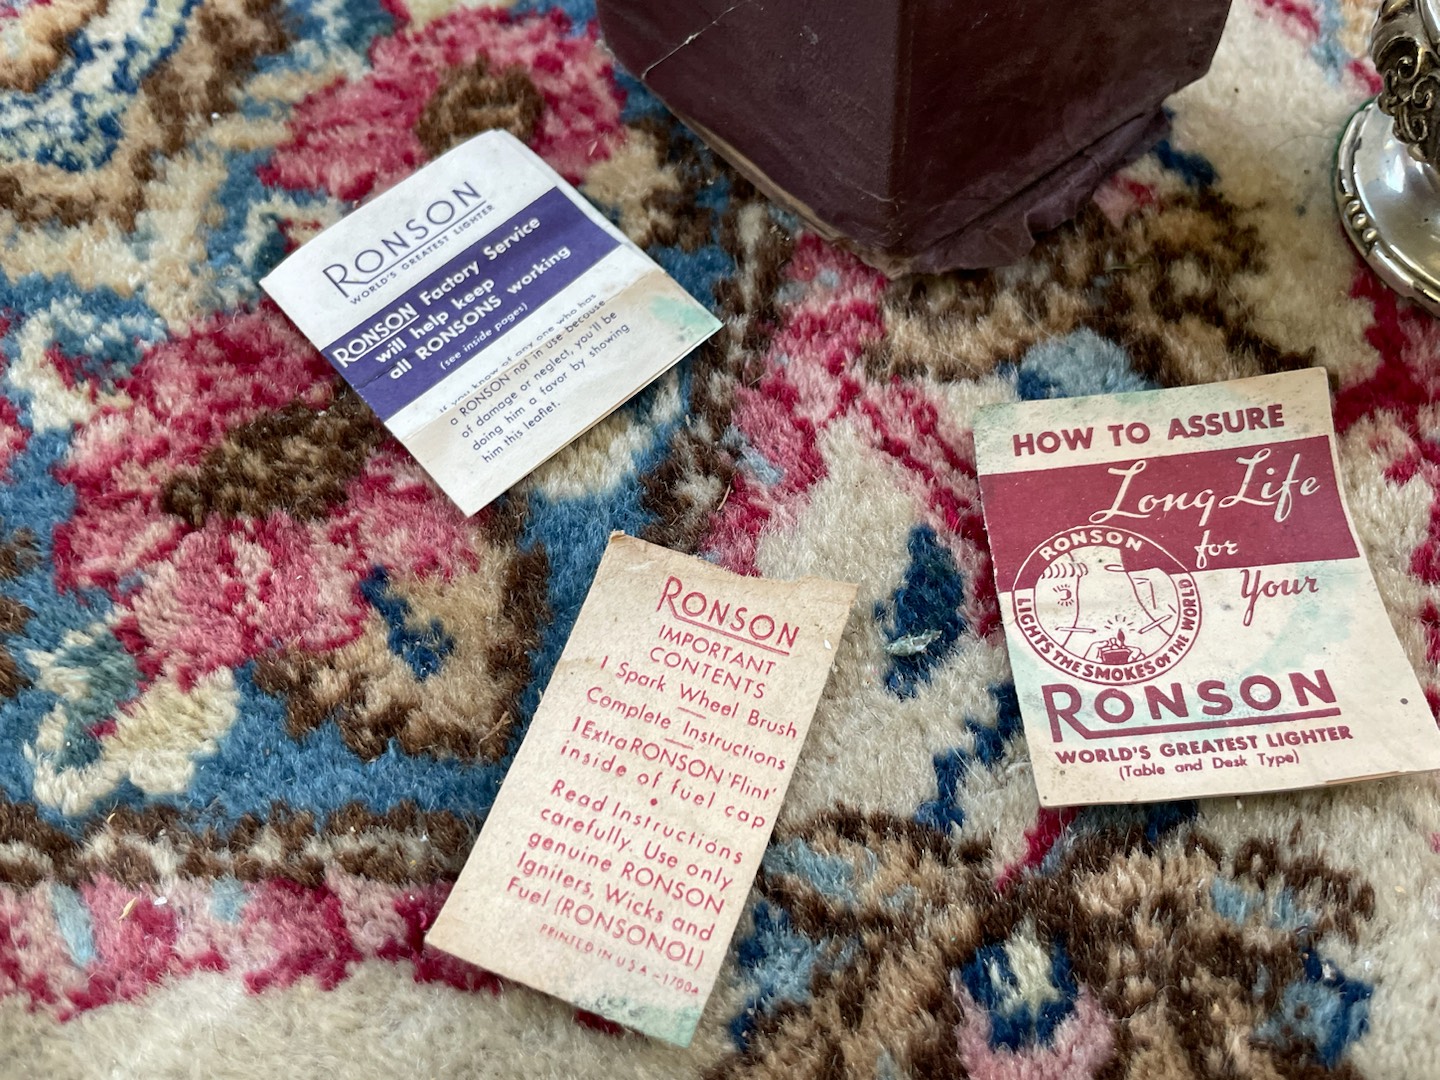 RONSON
WORLD'S GREATEST LIGHTER
RONSON Factory Service
will help keep
all RONSONS working
(see inside pages)
If you know of any one who has
a RONSON not in use because
of damage or neglect, you'll be
doing him a favor by showing
him this leaflet.
RONSON
IMPORTANT
CONTENTS
1 Spark Wheel Brush
Complete Instructions
1 Extra RONSON 'Flint'
inside of fuel cap
Read Instructions
carefully. Use only
genuine RONSON
Igniters, Wicks and
Fuel (RONSONOL)
PRINTED IN U.S.A.
HOW TO ASSURE
Long Life
for
Your
RONSON
LIGHTS THE SMOKES OF THE WORLD
RONSON
WORLD'S GREATEST LIGHTER
(Table and Desk Type)